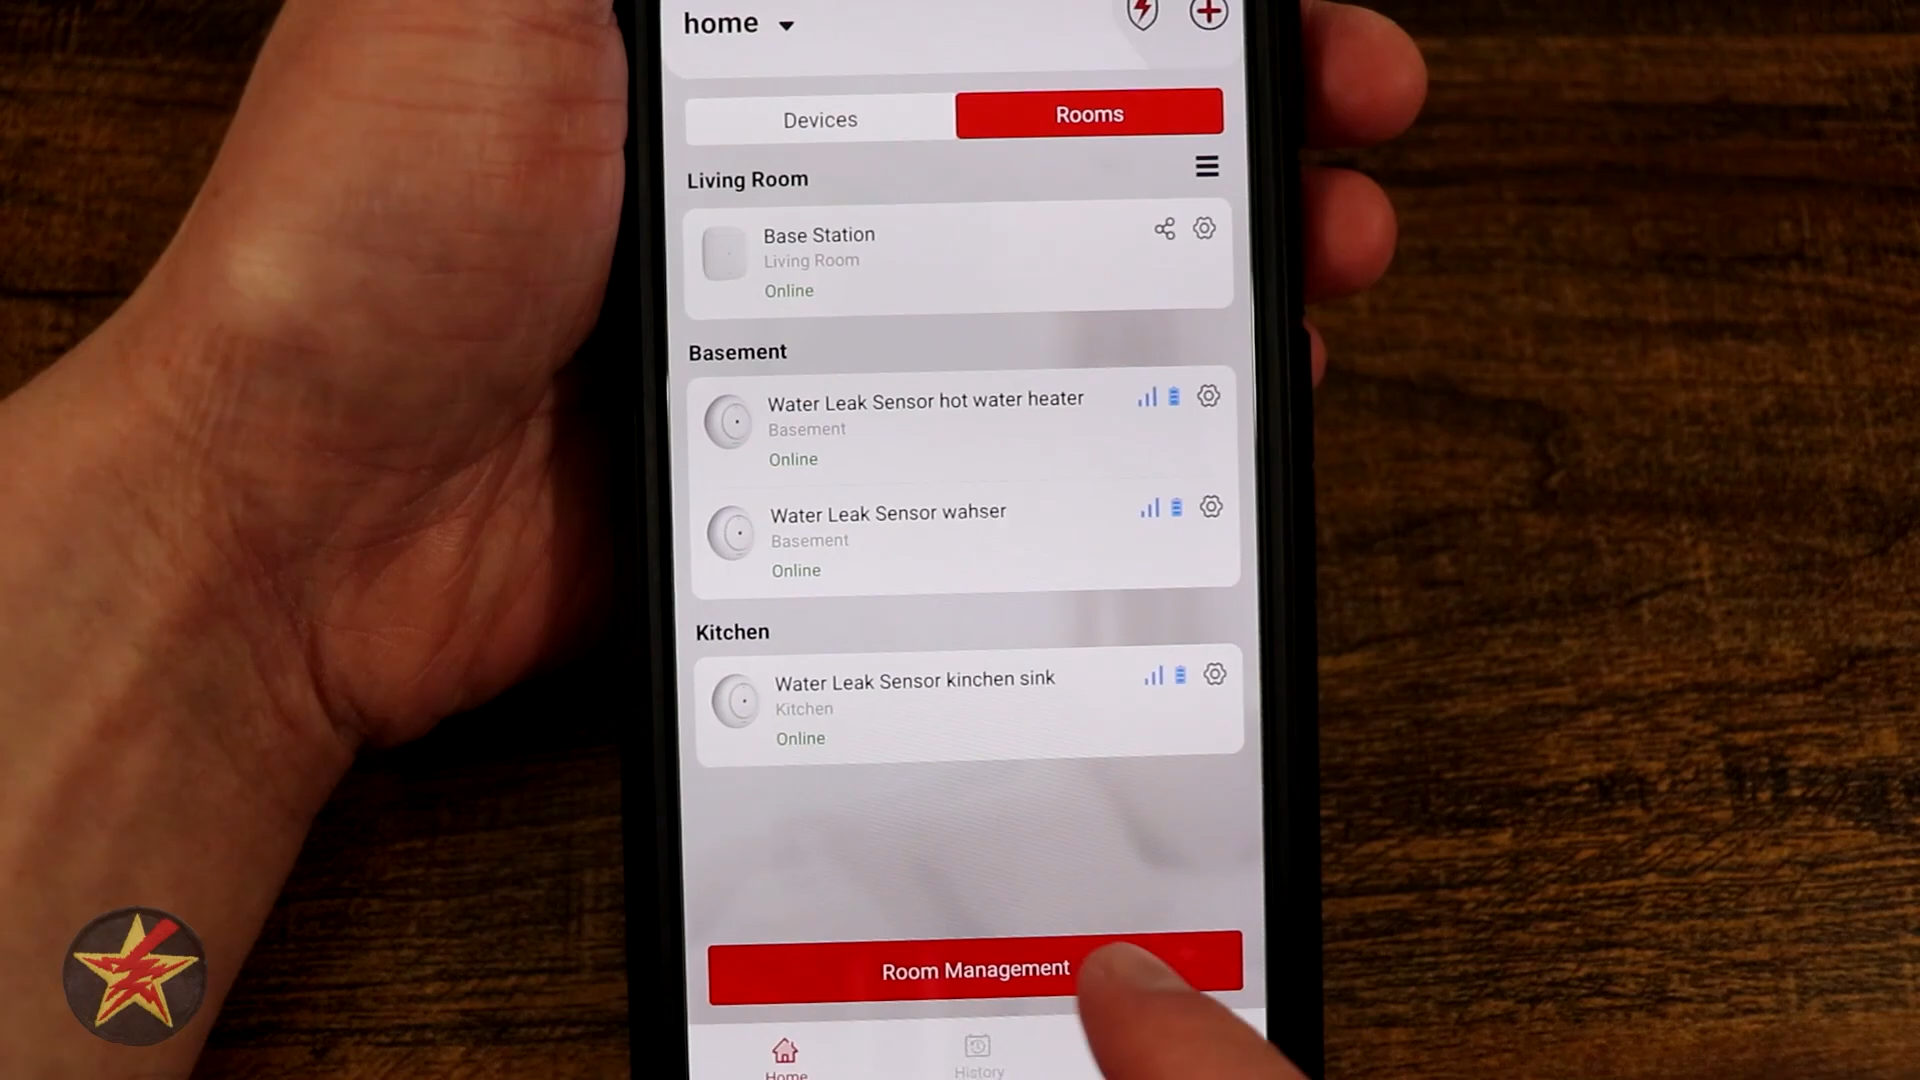 home
Devices
Rooms
Living Room
Base Station
Living Room
Online
Basement
Water Leak Sensor hot water heater
Basement
Online
Water Leak Sensor wahser
Basement
Online
Kitchen
Water Leak Sensor kinchen sink
Kitchen
Online
Room Management
Home
History